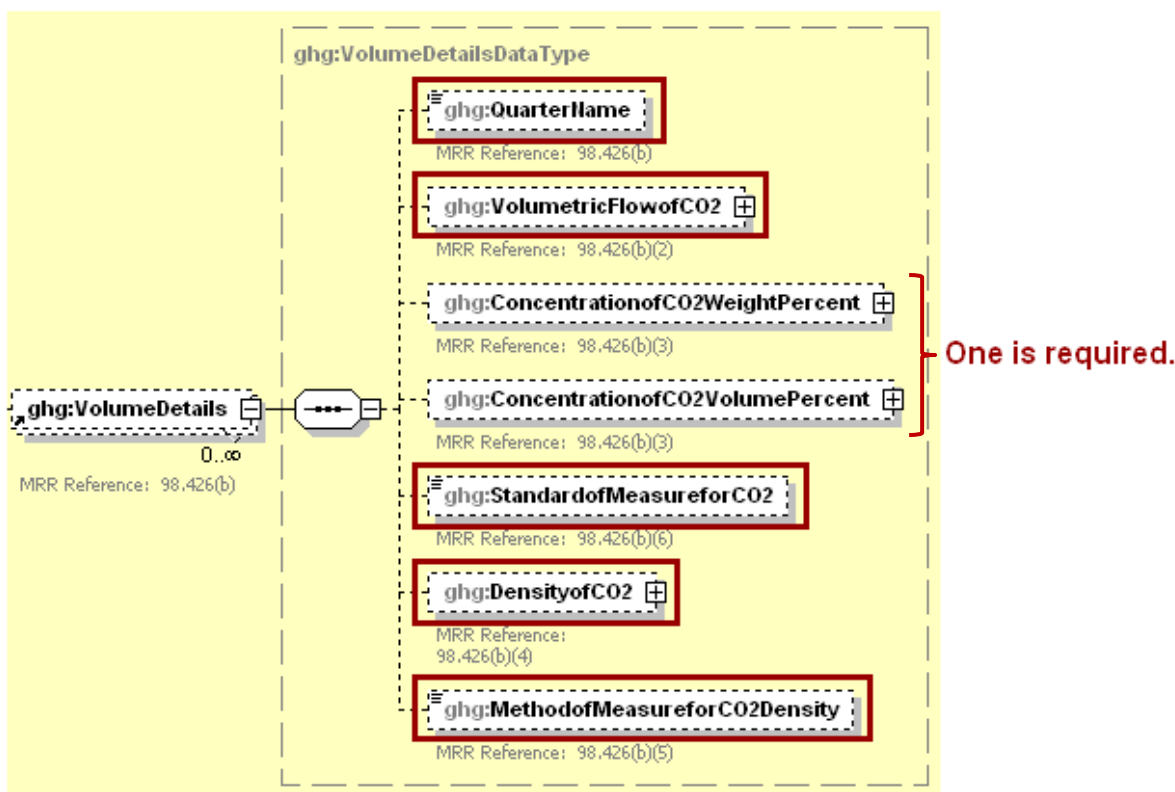 ghg:VolumeDetailsDataType
ghg:QuarterName
MRR Reference: 98.426(b)
ghg:VolumetricFlowofCO2
MRR Reference: 98.426(b)(2)
ghg:ConcentrationofCO2WeightPercent
MRR Reference: 98.426(b)(3)
One is required.
ghg:ConcentrationofCO2VolumePercent
MRR Reference: 98.426(b)(3)
ghg:VolumeDetails
0..∞
MRR Reference: 98.426(b)
ghg:StandardofMeasureforCO2
MRR Reference: 98.426(b)(6)
ghg:DensityofCO2
MRR Reference:
98.426(b)(4)
ghg:MethodofMeasureforCO2Density
MRR Reference: 98.426(b)(5)